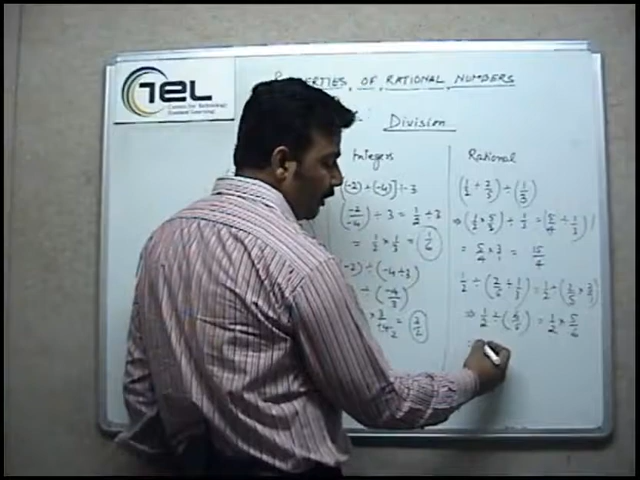 TEL
Centre for Technology
Enabled Learning
PROPERTIES OF RATIONAL NUMBERS
Division
Integers
(-2) ÷ (-4)] ÷ 3
(-2/-4) ÷ 3 = 1/2 ÷ 3
= 1/2 × 1/3 = (1/6)
-2) ÷ (-4 ÷ 3)
÷ (-4/3)
Rational
(1/2 ÷ 2/5) ÷ (1/3)
⇒ (1/2 × 5/2) ÷ 1/3 = (5/4 ÷ 1/3)
= 5/4 × 3/1 = 15/4
1/2 ÷ (2/5 ÷ 1/3) = 1/2 ÷ (2/5 × 3/1)
⇒ 1/2 ÷ (6/5) = 1/2 × 5/6